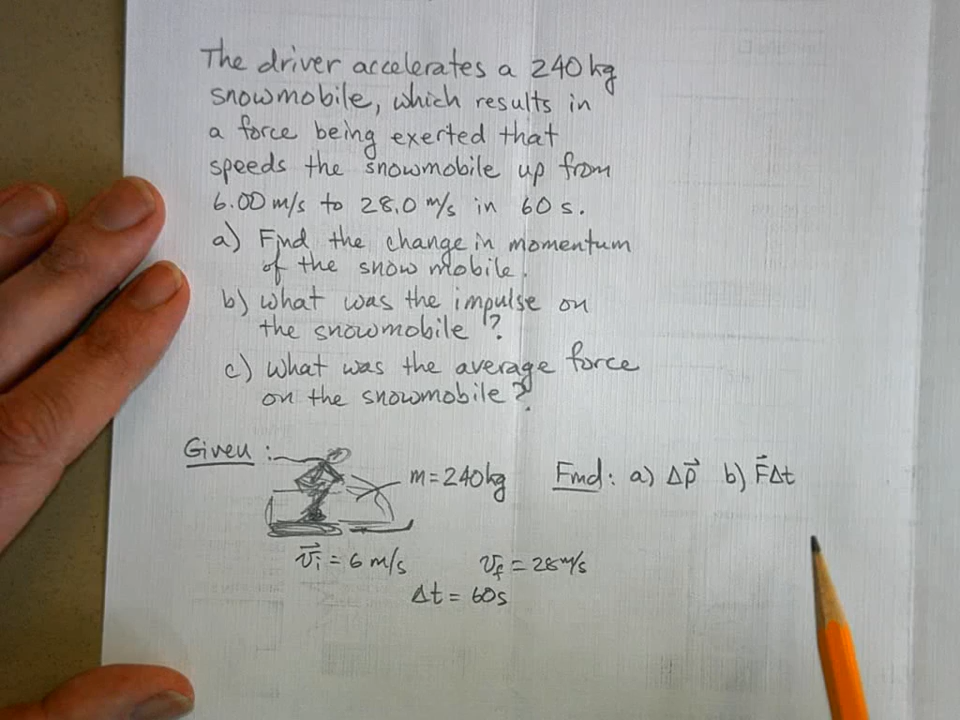 The driver accelerates a 240 kg
snowmobile, which results in
a force being exerted that
speeds the snowmobile up from
6.00 m/s to 28.0 m/s in 60 s.
a) Find the change in momentum
of the snow mobile.
b) what was the impulse on
the snowmobile ?
c) what was the average force
on the snowmobile ?
Given : m = 240 kg Find : a) Δp⃗ b) F⃗Δt
v⃗ᵢ = 6 m/s v_f = 28 m/s
Δt = 60s